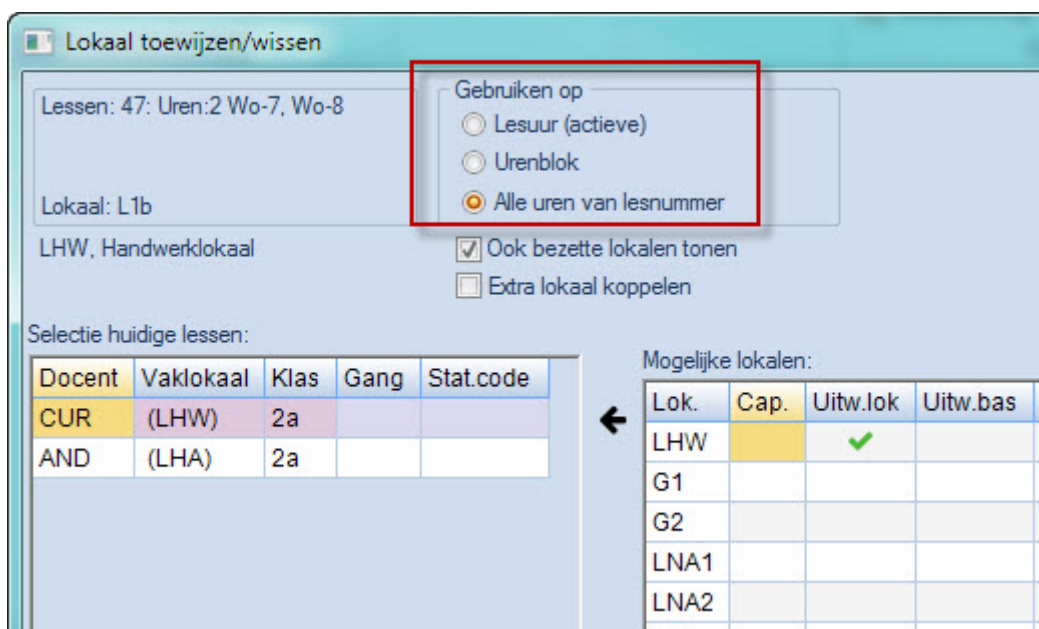 Lokaal toewijzen/wissen
Lessen: 47: Uren:2 Wo-7, Wo-8
Lokaal: L1b
LHW, Handwerklokaal
Gebruiken op
Lesuur (actieve)
Urenblok
Alle uren van lesnummer
Ook bezette lokalen tonen
Extra lokaal koppelen
Selectie huidige lessen:
Docent Vaklokaal Klas Gang Stat.code
CUR (LHW) 2a
AND (LHA) 2a
Mogelijke lokalen:
Lok. Cap. Uitw.lok Uitw.bas
LHW
G1
G2
LNA1
LNA2